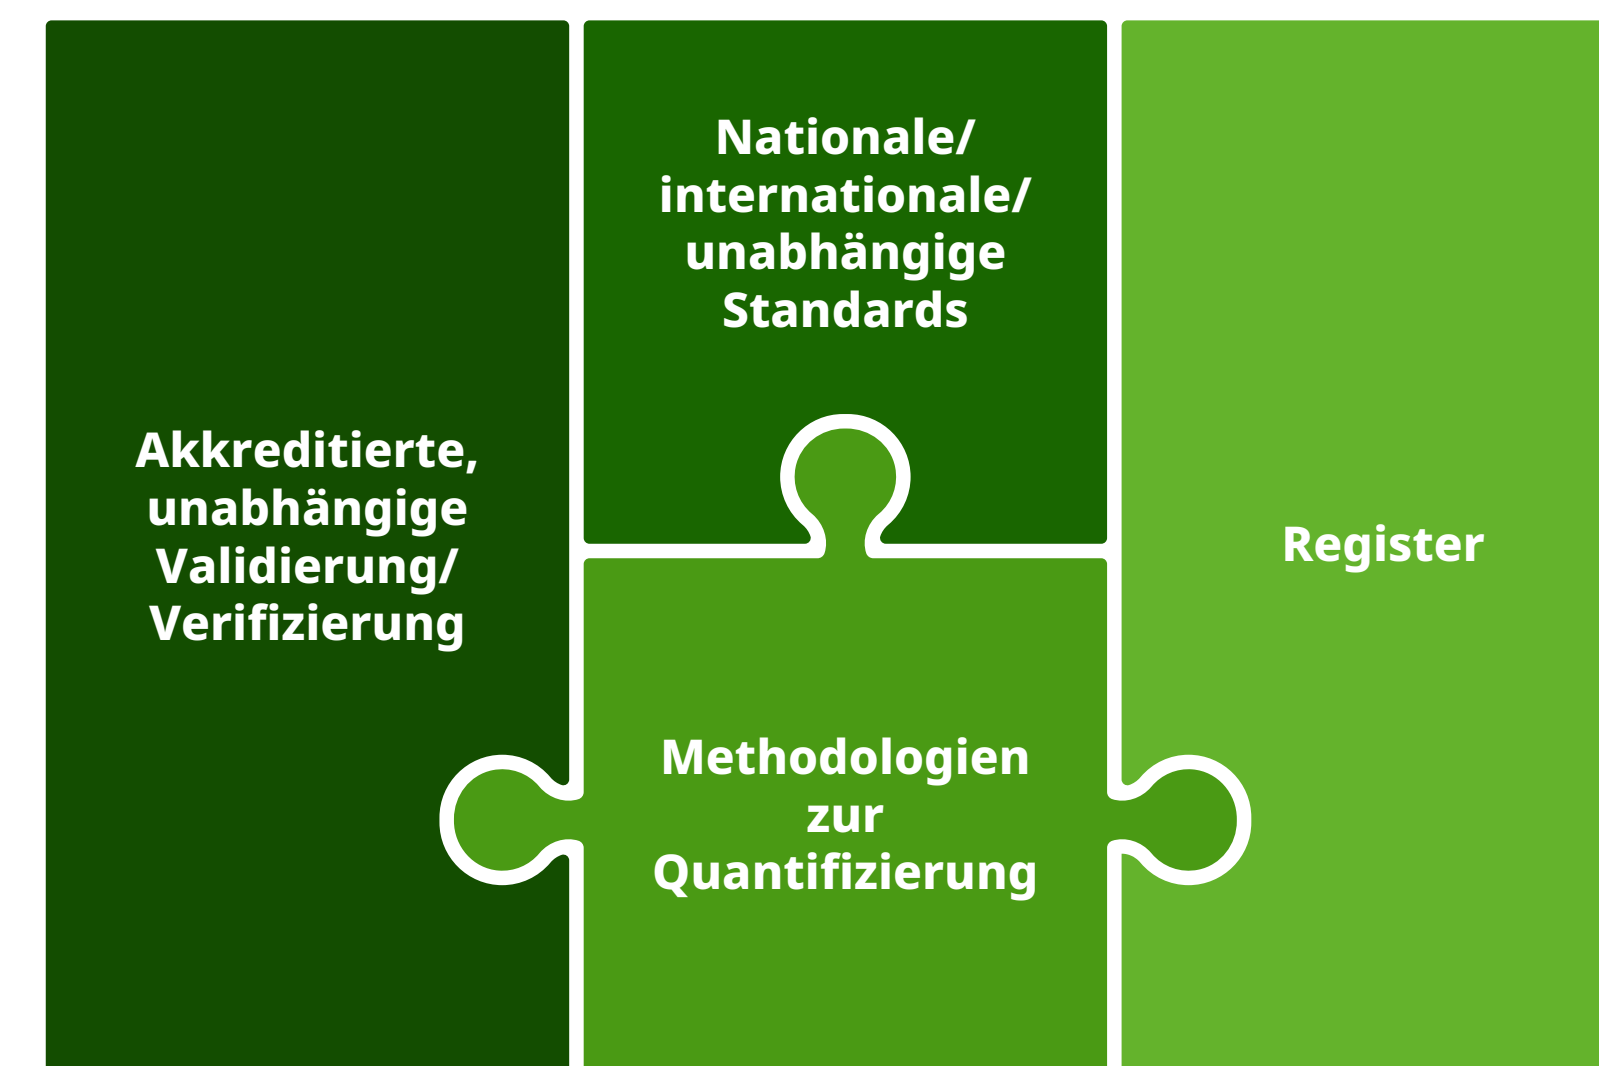 Akkreditierte,
unabhängige
Validierung/
Verifizierung
Nationale/
internationale/
unabhängige
Standards
Methodologien
zur
Quantifizierung
Register